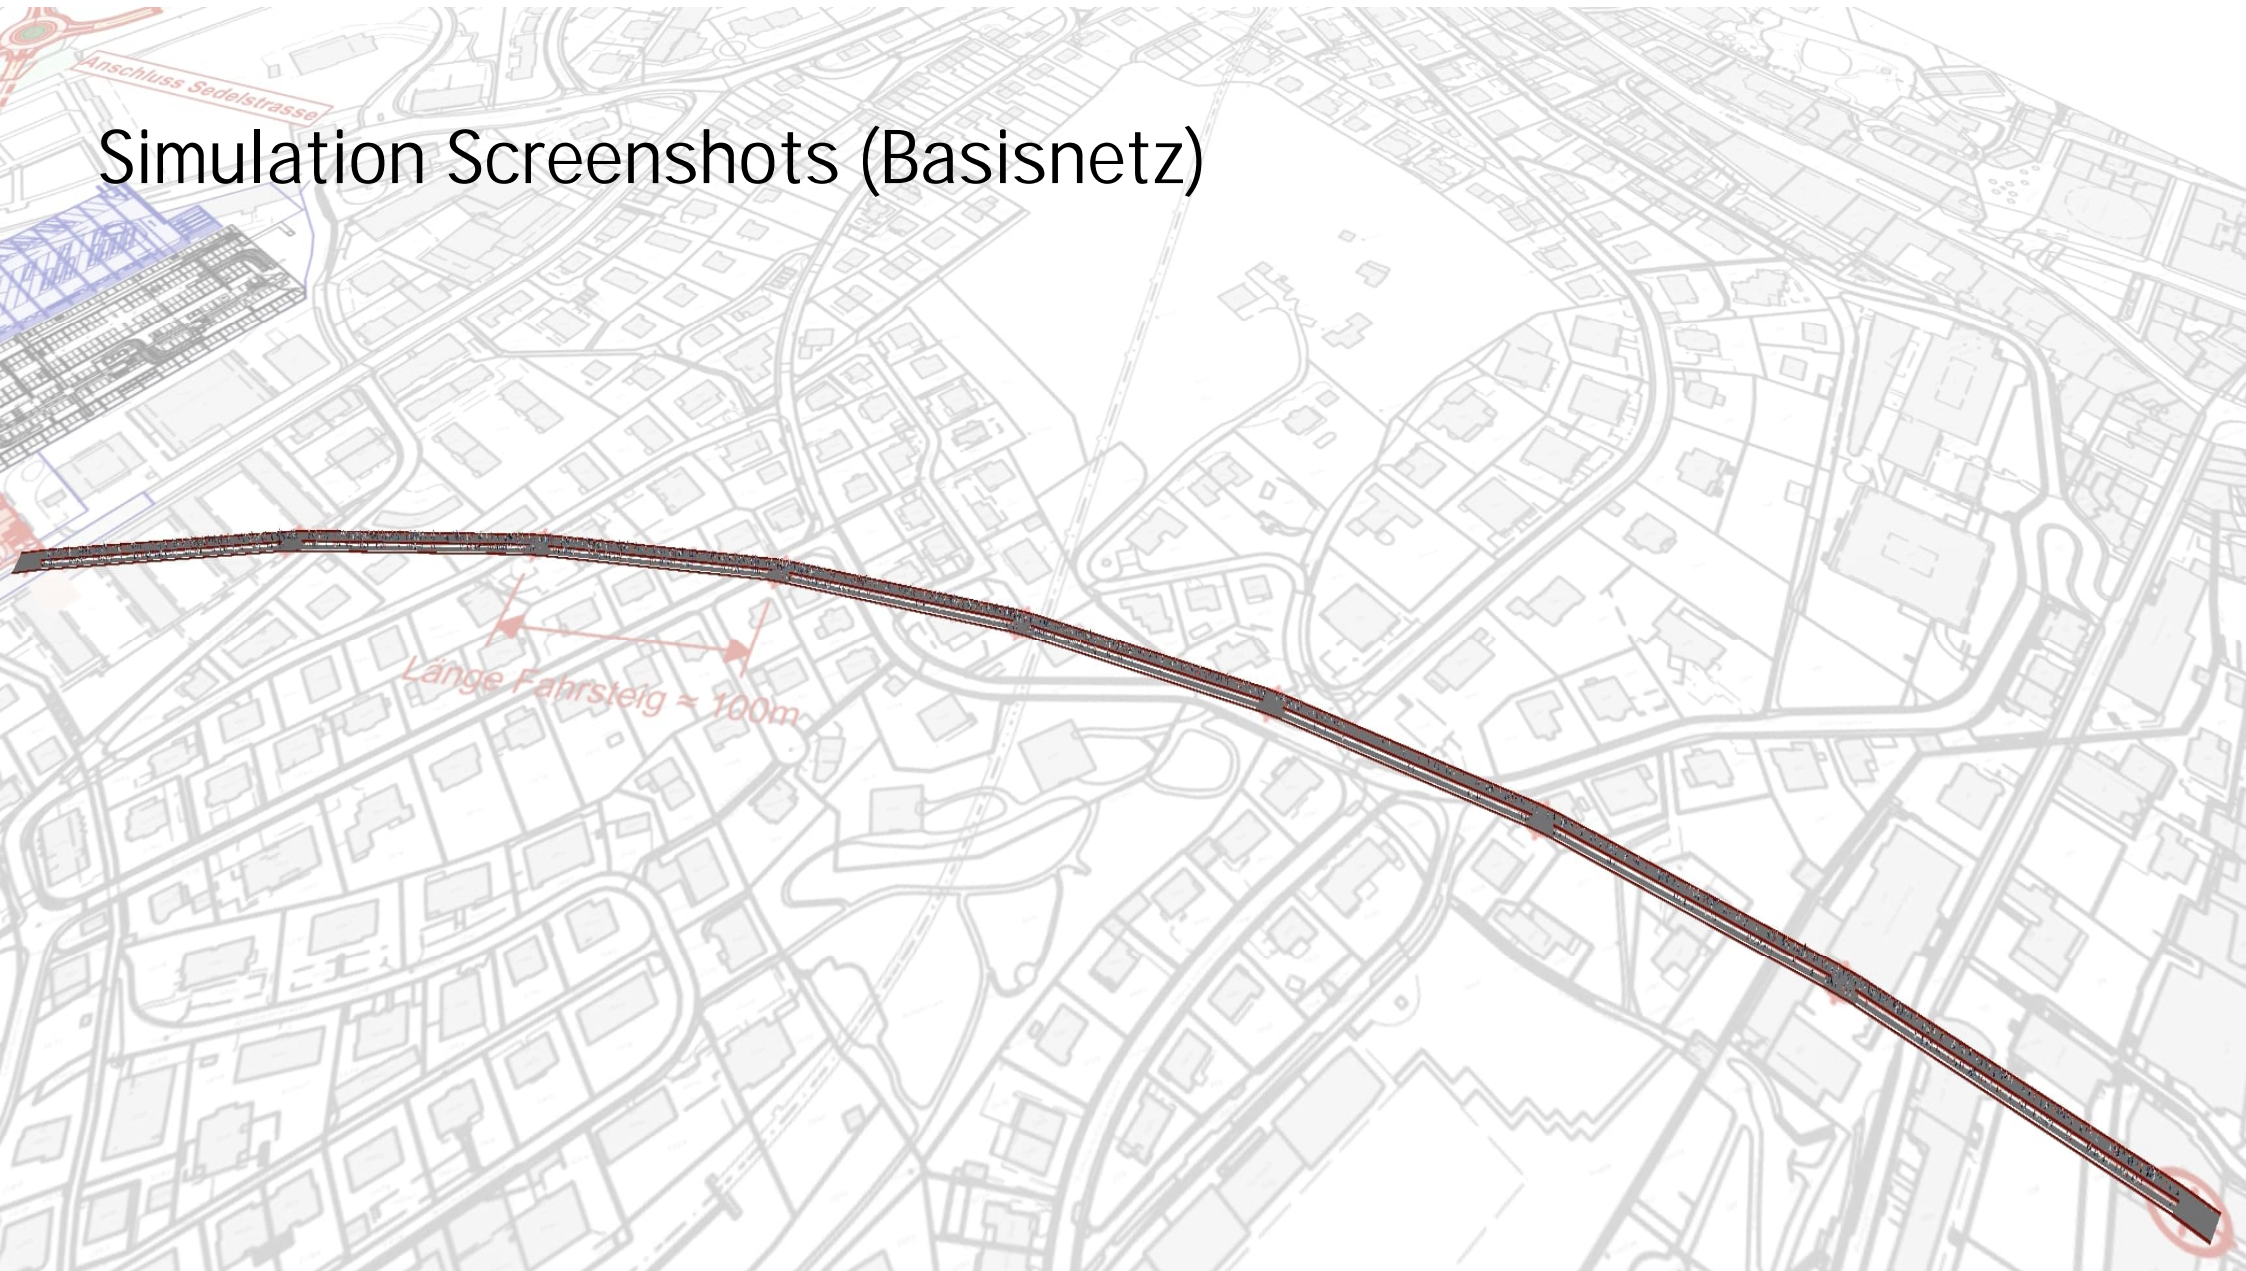 Anschluss Sedelstrasse
Simulation Screenshots (Basisnetz)
Länge Fahrsteig ≈ 100m